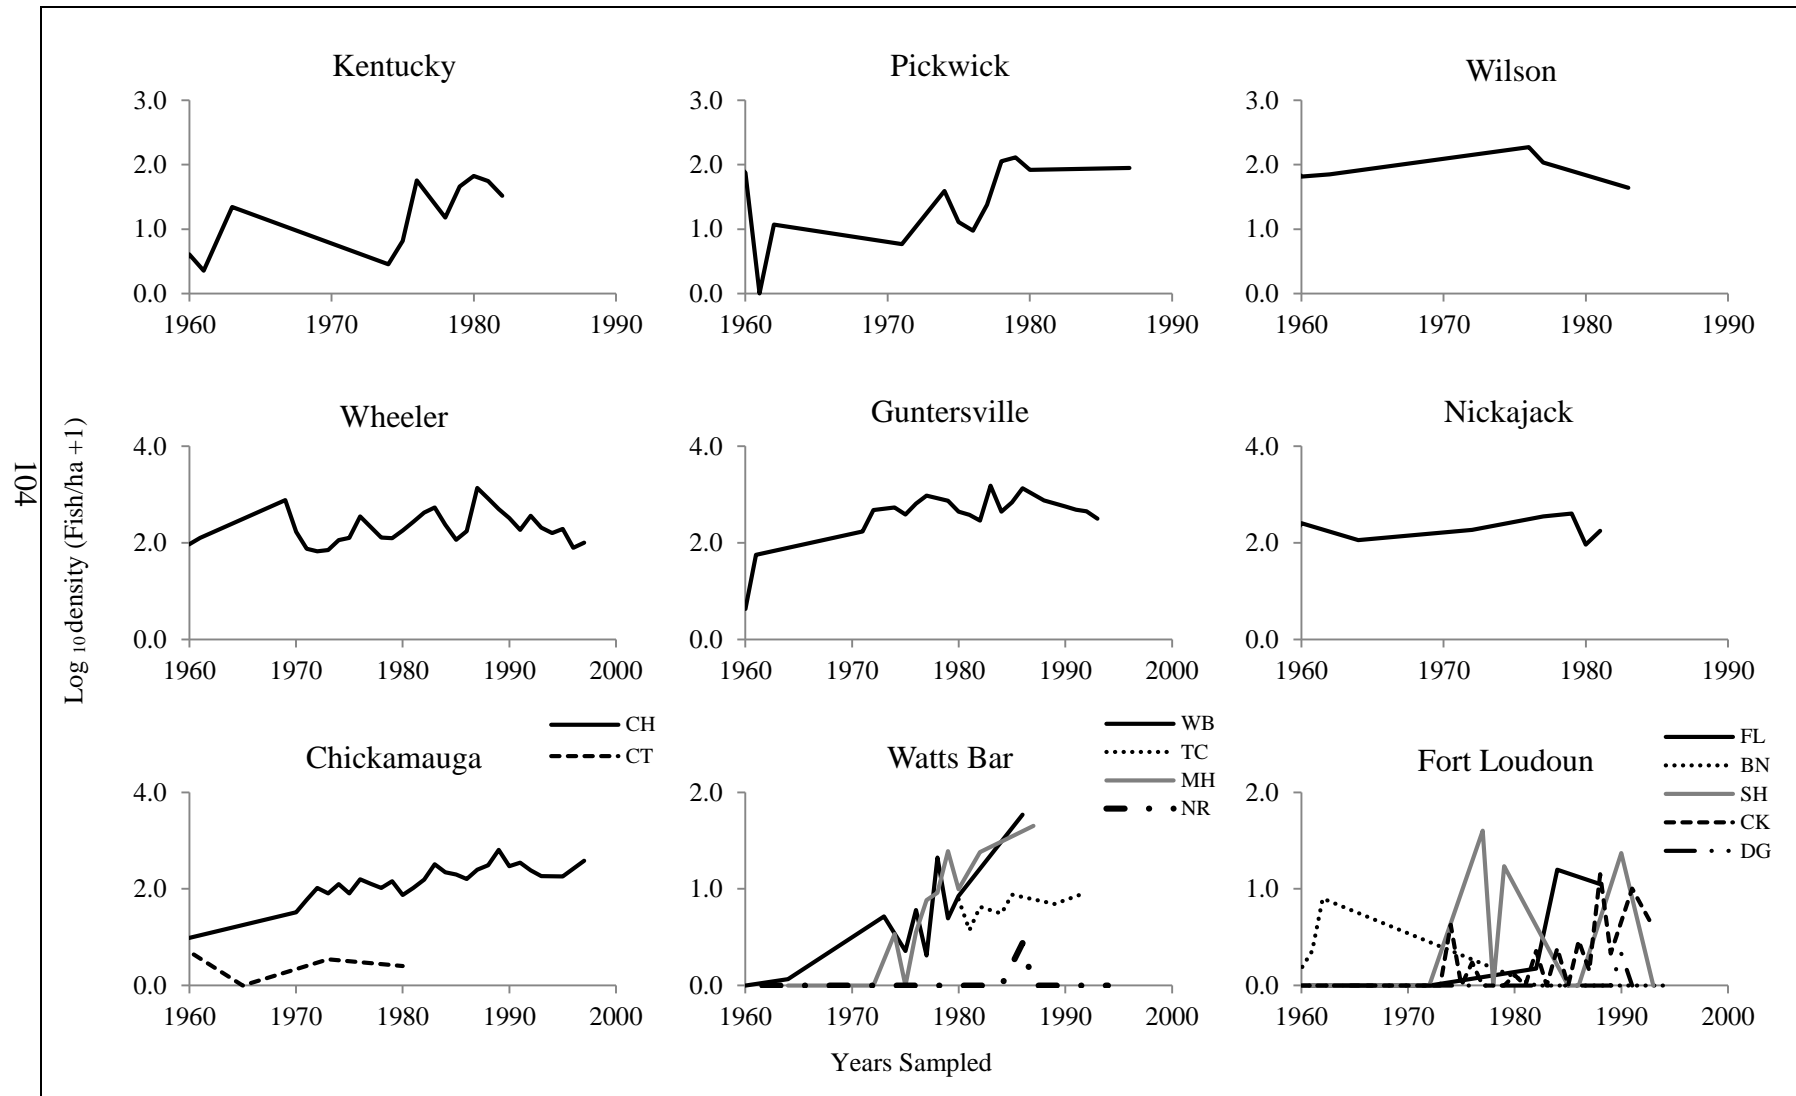 Kentucky
3.0
2.0
1.0
0.0
1960 1970 1980 1990
Pickwick
3.0
2.0
1.0
0.0
1960 1970 1980 1990
Wilson
3.0
2.0
1.0
0.0
1960 1970 1980 1990
104
Log 10 density (Fish/ha +1)
Wheeler
4.0
2.0
0.0
1960 1970 1980 1990 2000
Guntersville
4.0
2.0
0.0
1960 1970 1980 1990 2000
Nickajack
4.0
2.0
0.0
1960 1970 1980 1990
Chickamauga
CH
CT
4.0
2.0
0.0
1960 1970 1980 1990 2000
Watts Bar
WB
TC
MH
NR
2.0
1.0
0.0
1960 1970 1980 1990 2000
Fort Loudoun
FL
BN
SH
CK
DG
2.0
1.0
0.0
1960 1970 1980 1990 2000
Years Sampled